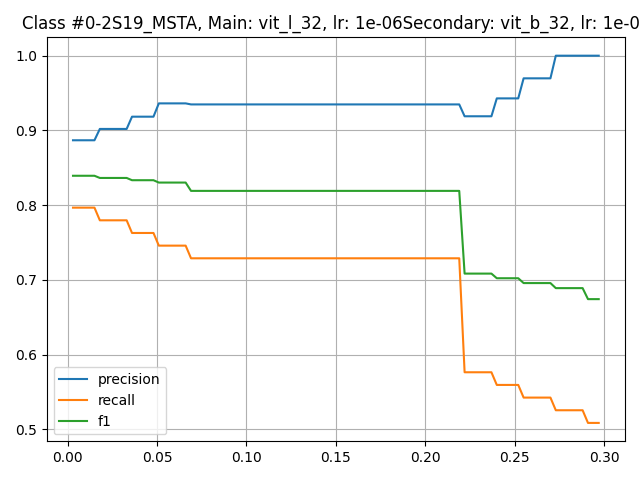 Class #0-2S19_MSTA, Main: vit_l_32, lr: 1e-06Secondary: vit_b_32, lr: 1e-0
1.0
0.9
0.8
0.7
0.6
0.5
precision
recall
f1
0.00 0.05 0.10 0.15 0.20 0.25 0.30